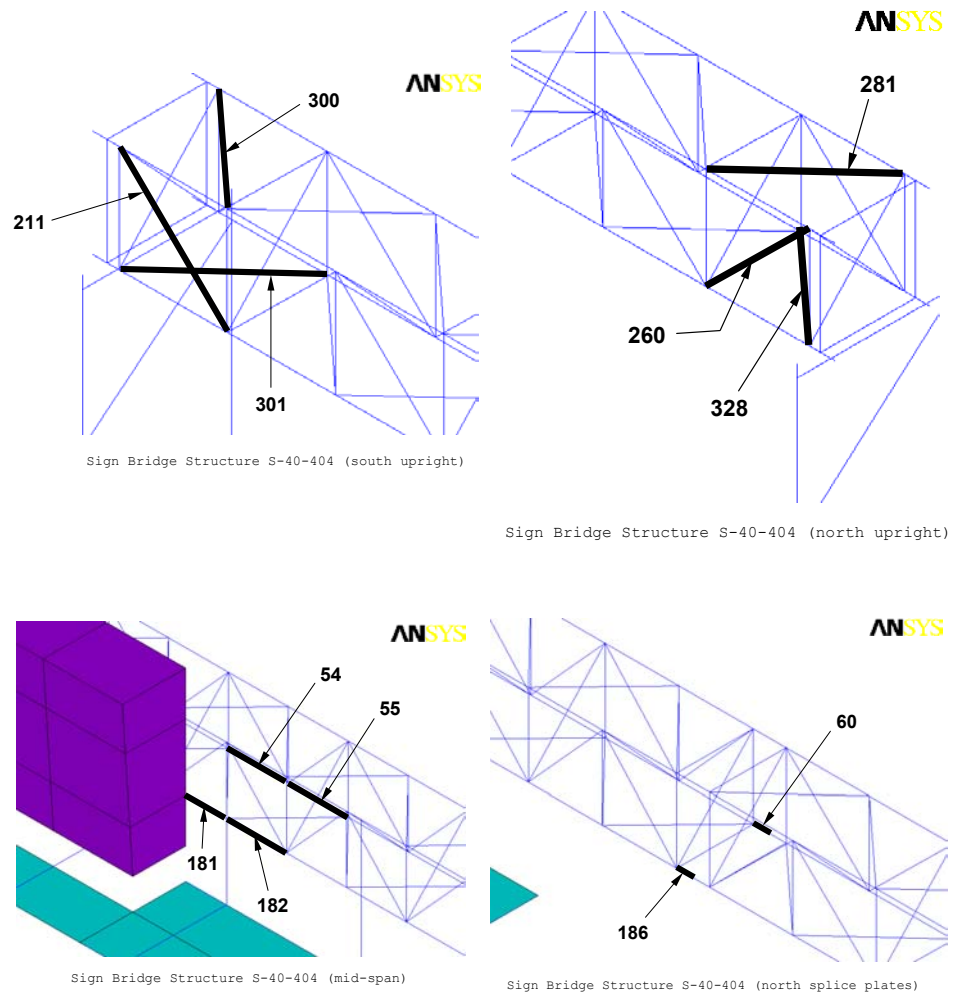 ANSYS
300
211
301
Sign Bridge Structure S-40-404 (south upright)
ANSYS
281
260
328
Sign Bridge Structure S-40-404 (north upright)
ANSYS
54
55
181
182
Sign Bridge Structure S-40-404 (mid-span)
ANSYS
60
186
Sign Bridge Structure S-40-404 (north splice plates)